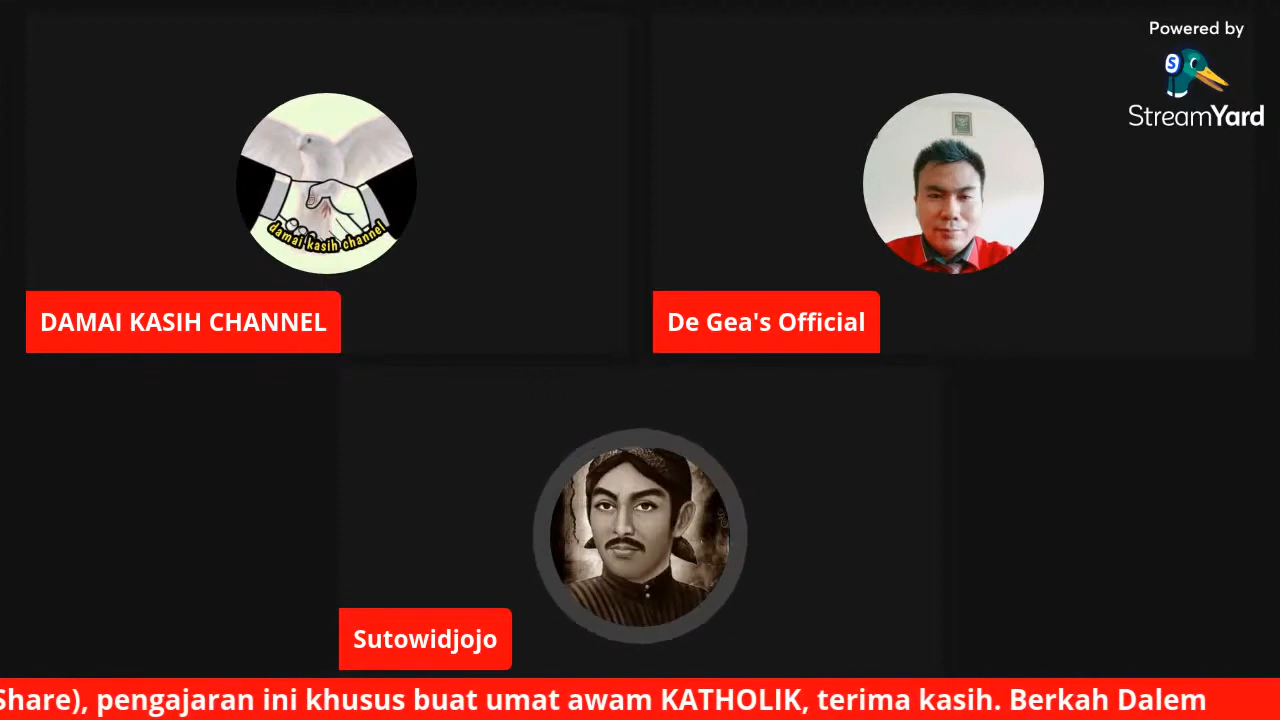 Powered by
StreamYard
damai kasih channel
DAMAI KASIH CHANNEL
De Gea's Official
Sutowidjojo
Share), pengajaran ini khusus buat umat awam KATHOLIK, terima kasih. Berkah Dalem